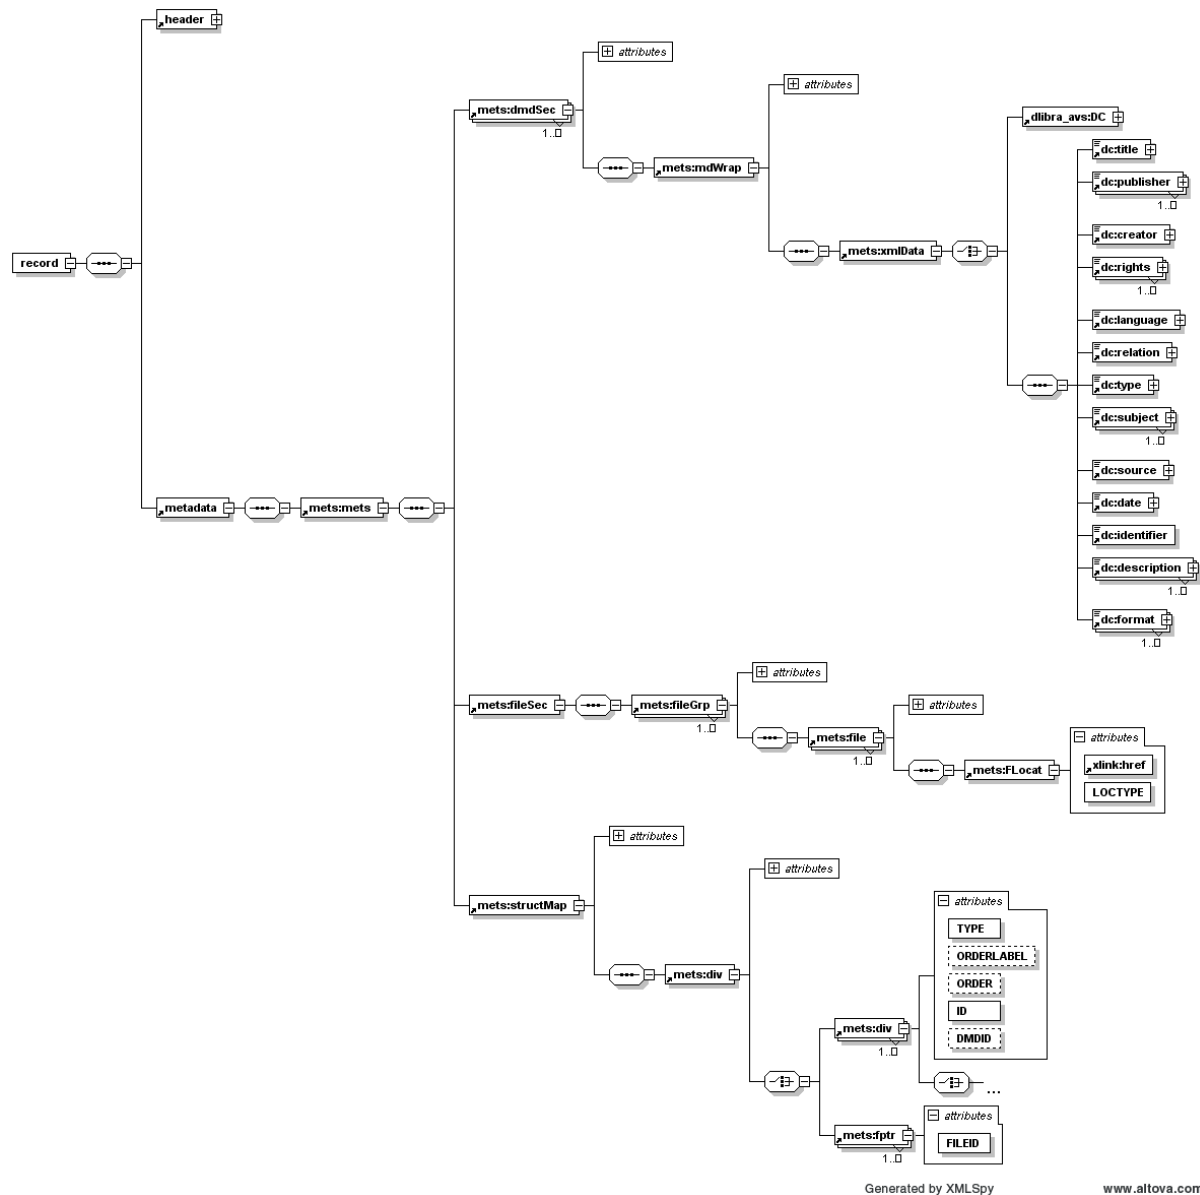 header
attributes
attributes
mets:dmdSec
dlibra_avs:DC
1..
dc:title
mets:mdWrap
dc:publisher
1..
dc:creator
mets:xmlData
record
dc:rights
1..
dc:language
dc:relation
dc:type
dc:subject
1..
dc:source
dc:date
metadata
mets:mets
dc:identifier
dc:description
1..
dc:format
1..
attributes
mets:fileSec
mets:fileGrp
attributes
1..
mets:file
attributes
1..
mets:FLocat
xlink:href
LOCTYPE
attributes
attributes
mets:structMap
attributes
TYPE
ORDERLABEL
mets:div
ORDER
ID
mets:div
DMDID
1..
...
attributes
mets:fptr
FILEID
1..
Generated by XMLSpy
www.altova.com